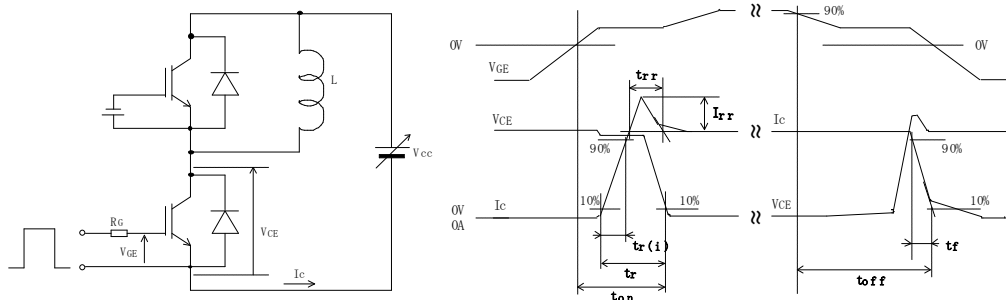 L
Vcc
RG
VGE
VCE
Ic
0V
VGE
90%
0V
trr
Irr
VCE
Ic
90%
90%
Ic
10%
10%
VCE
10%
0V
0A
tr(i)
tr
ton
tf
toff